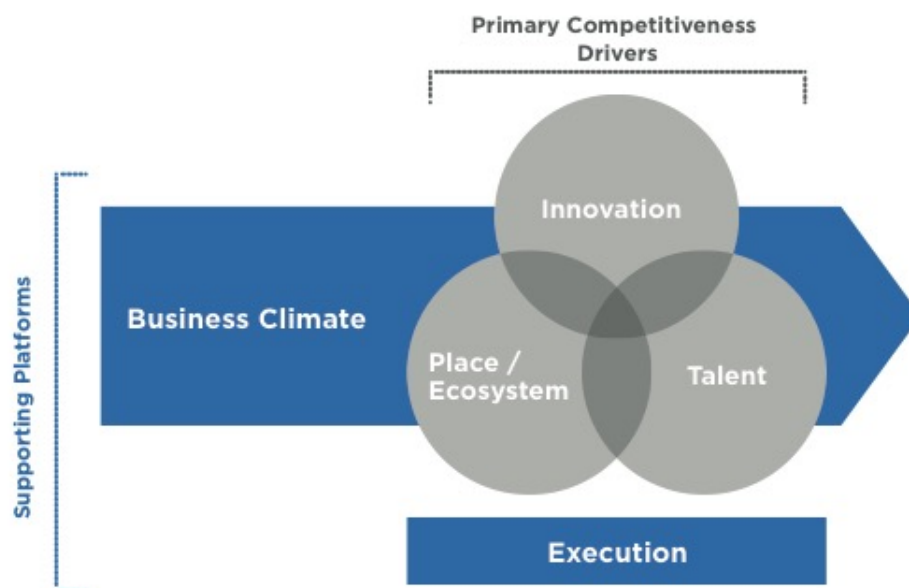 Primary Competitiveness
Drivers
Supporting Platforms
Innovation
Business Climate
Place /
Ecosystem
Talent
Execution